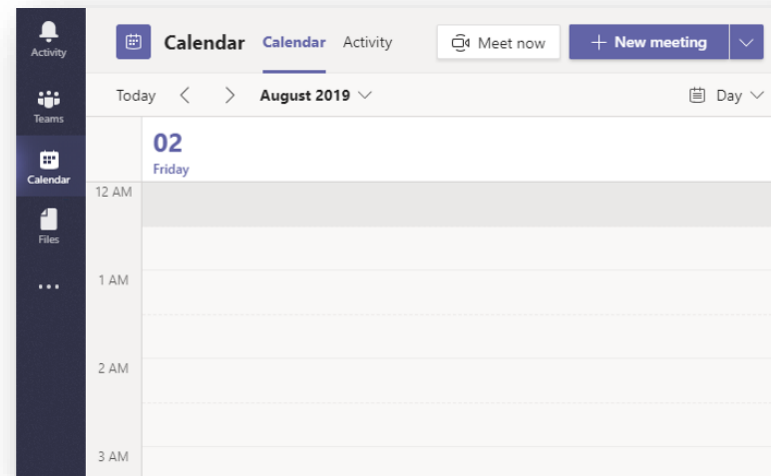 Activity
Teams
Calendar
Files
Calendar Calendar Activity Meet now + New meeting
Today August 2019 Day
02
Friday
12 AM
1 AM
2 AM
3 AM